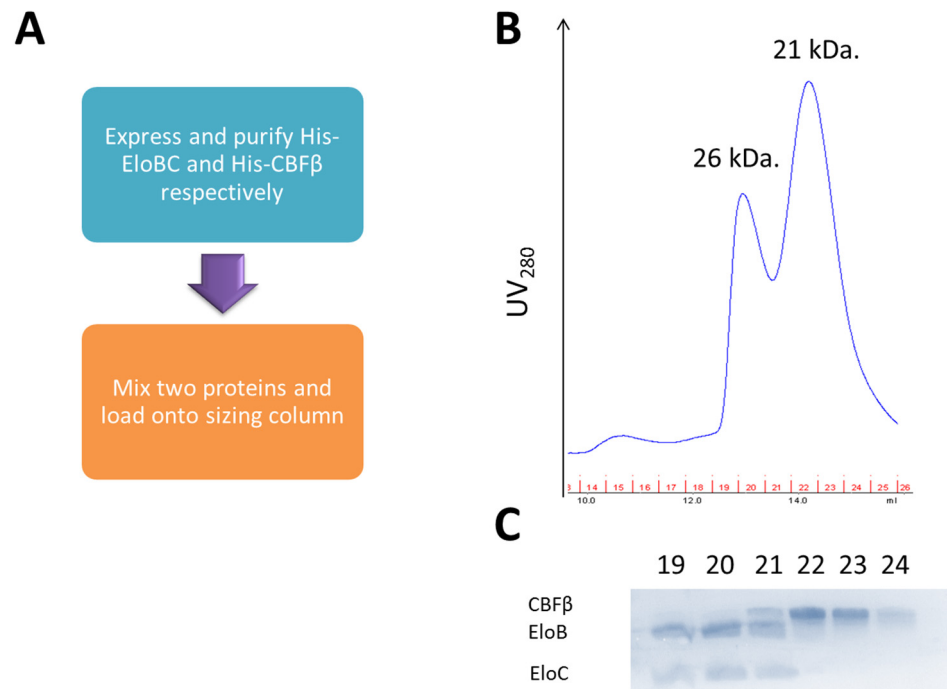 A
Express and purify His-
EloBC and His-CBFβ
respectively
Mix two proteins and
load onto sizing column
B
21 kDa.
26 kDa.
UV280
14 15 16 17 18 19 20 21 22 23 24 25 26
10.0 12.0 14.0 ml
C
19 20 21 22 23 24
CBFβ
EloB
EloC